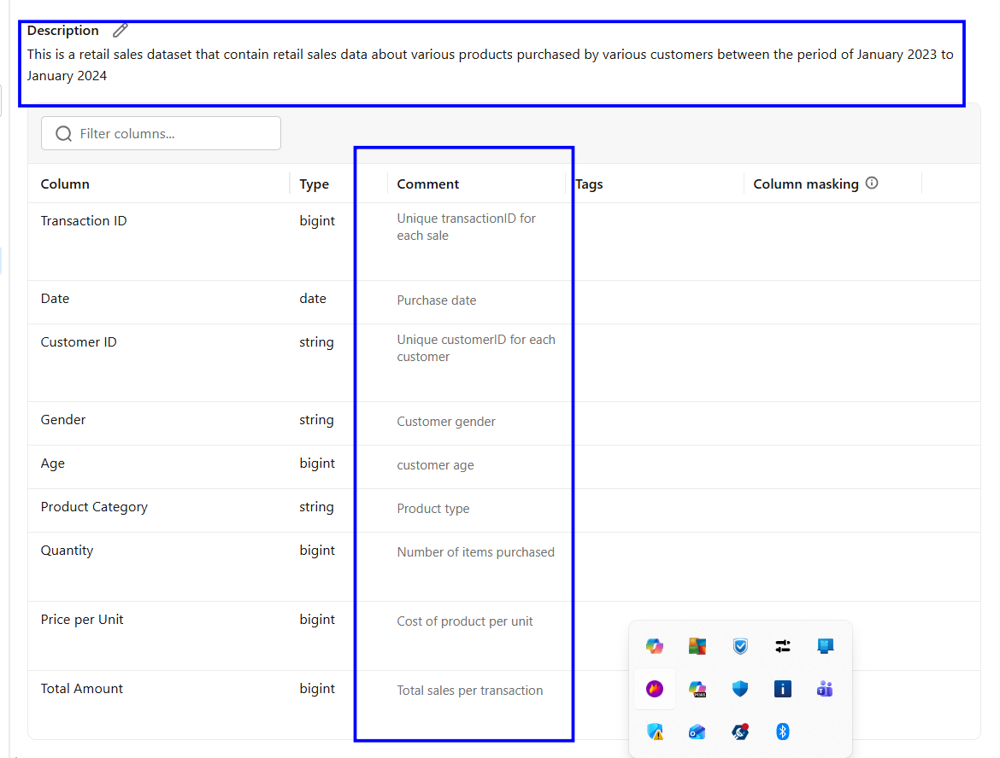 Description
This is a retail sales dataset that contain retail sales data about various products purchased by various customers between the period of January 2023 to
January 2024
Filter columns...
Column Type Comment Tags Column masking
Transaction ID bigint Unique transactionID for
each sale
Date date Purchase date
Customer ID string Unique customerID for each
customer
Gender string Customer gender
Age bigint customer age
Product Category string Product type
Quantity bigint Number of items purchased
Price per Unit bigint Cost of product per unit
Total Amount bigint Total sales per transaction
M365